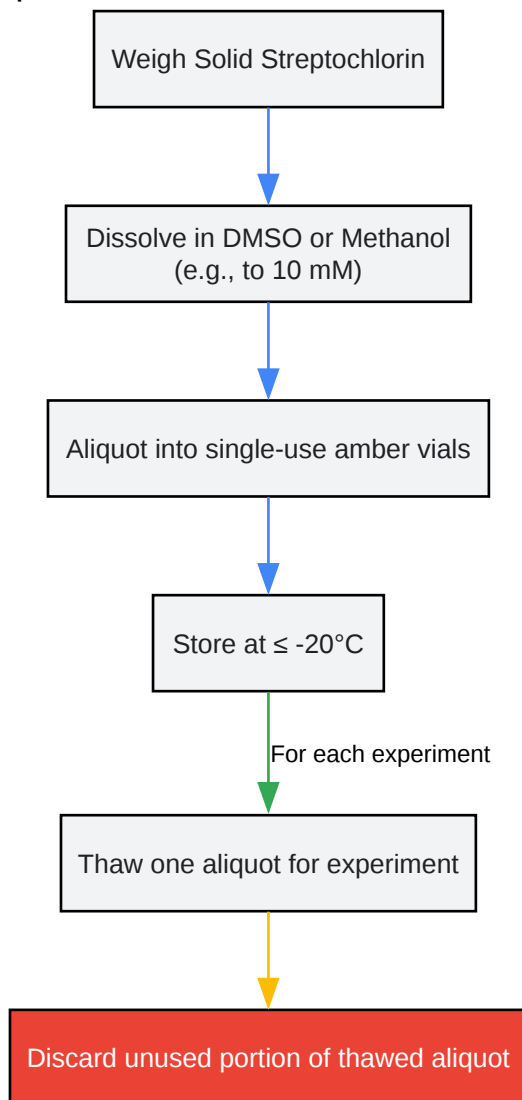 Weigh Solid Streptochlorin
Dissolve in DMSO or Methanol
(e.g., to 10 mM)
Aliquot into single-use amber vials
Store at ≤ -20°C
For each experiment
Thaw one aliquot for experiment
Discard unused portion of thawed aliquot